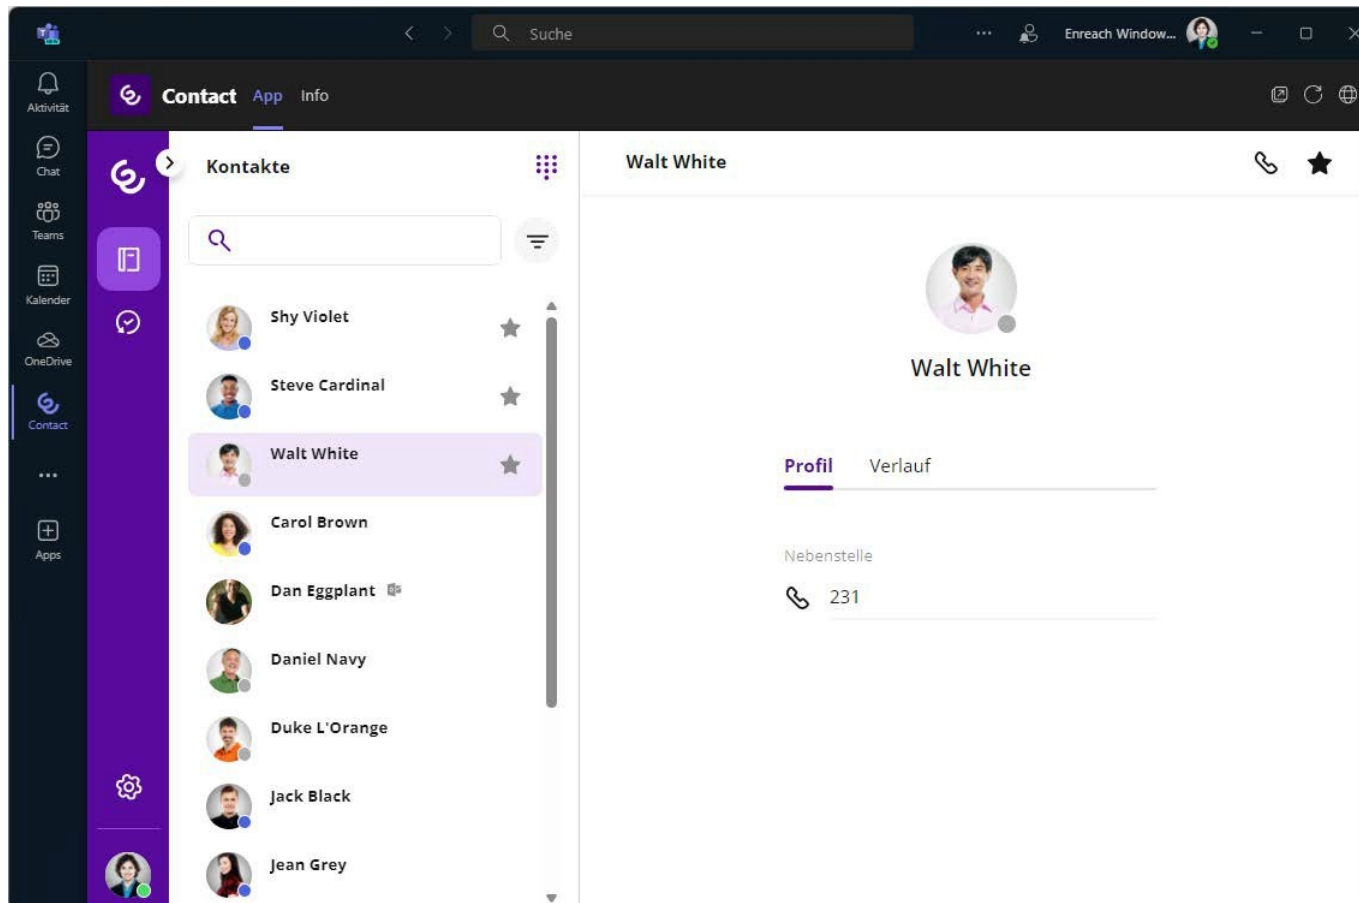 Suche
Enreach Window...
Aktivität
Chat
Teams
Kalender
OneDrive
Contact
Apps
Contact App Info
Kontakte
Shy Violet
Steve Cardinal
Walt White
Carol Brown
Dan Eggplant
Daniel Navy
Duke L'Orange
Jack Black
Jean Grey
Walt White
Walt White
Profil Verlauf
Nebenstelle
231